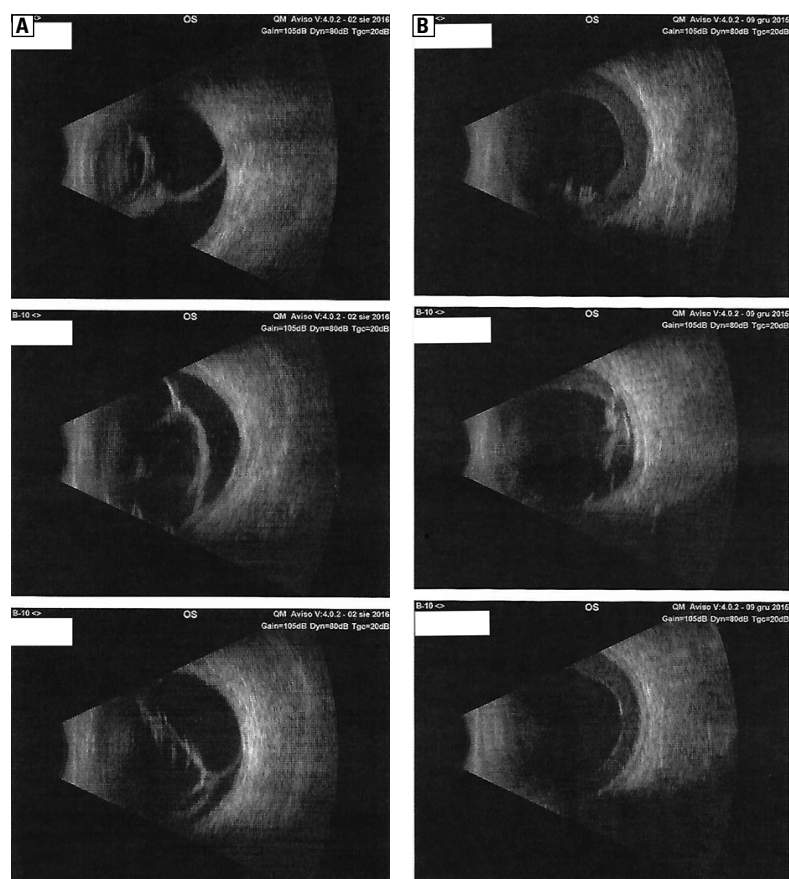 A
<> OS QM Aviso V:4.0.2 - 02 sie 2016
Gain=105dB Dyn=80dB Tgc=20dB
B-10 <> OS QM Aviso V:4.0.2 - 02 sie 2016
Gain=105dB Dyn=80dB Tgc=20dB
B-10 <> OS QM Aviso V:4.0.2 - 02 sie 2016
Gain=105dB Dyn=80dB Tgc=20dB
B
<> OS QM Aviso V:4.0.2 - 09 gru 2016
Gain=105dB Dyn=80dB Tgc=20dB
B-10 <> OS QM Aviso V:4.0.2 - 09 gru 2016
Gain=105dB Dyn=80dB Tgc=20dB
B-10 <> OS QM Aviso V:4.0.2 - 09 gru 2016
Gain=105dB Dyn=80dB Tgc=20dB